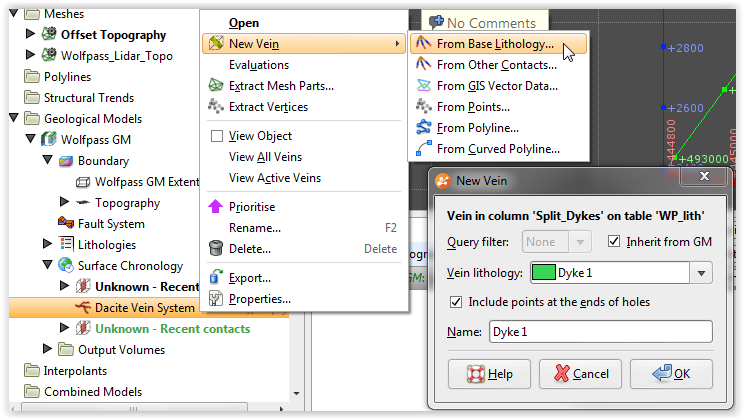 Meshes
Offset Topography
Wolfpass_Lidar_Topo
Polylines
Structural Trends
Geological Models
Wolfpass GM
Boundary
Wolfpass GM Extent
Topography
Fault System
Lithologies
Surface Chronology
Unknown - Recent
Dacite Vein System
Unknown - Recent contacts
Output Volumes
Interpolants
Combined Models
Open
New Vein
Evaluations
Extract Mesh Parts...
Extract Vertices
View Object
View All Veins
View Active Veins
Prioritise
Rename... F2
Delete... Delete
Export...
Properties...
No Comments
From Base Lithology...
From Other Contacts...
From GIS Vector Data...
From Points...
From Polyline...
From Curved Polyline...
+2800
+2600
+444800
+493000
+445000
ogr
GM:
New Vein
Vein in column 'Split_Dykes' on table 'WP_lith'
Query filter: None Inherit from GM
Vein lithology: Dyke 1
Include points at the ends of holes
Name: Dyke 1
Help Cancel OK